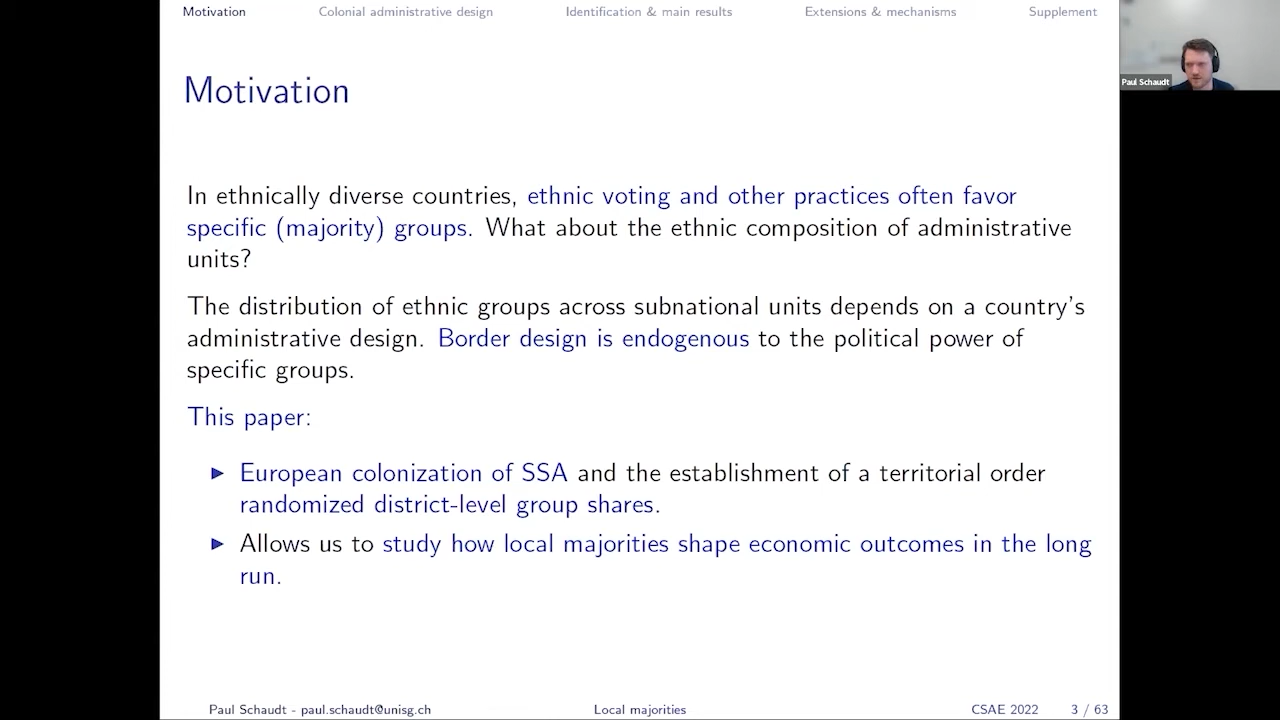 Motivation Colonial administrative design Identification & main results Extensions & mechanisms Supplement
Paul Schaudt
Motivation
In ethnically diverse countries, ethnic voting and other practices often favor
specific (majority) groups. What about the ethnic composition of administrative
units?
The distribution of ethnic groups across subnational units depends on a country's
administrative design. Border design is endogenous to the political power of
specific groups.
This paper:
▶ European colonization of SSA and the establishment of a territorial order
randomized district-level group shares.
▶ Allows us to study how local majorities shape economic outcomes in the long
run.
Paul Schaudt - paul.schaudt@unisg.ch Local majorities CSAE 2022 3 / 63